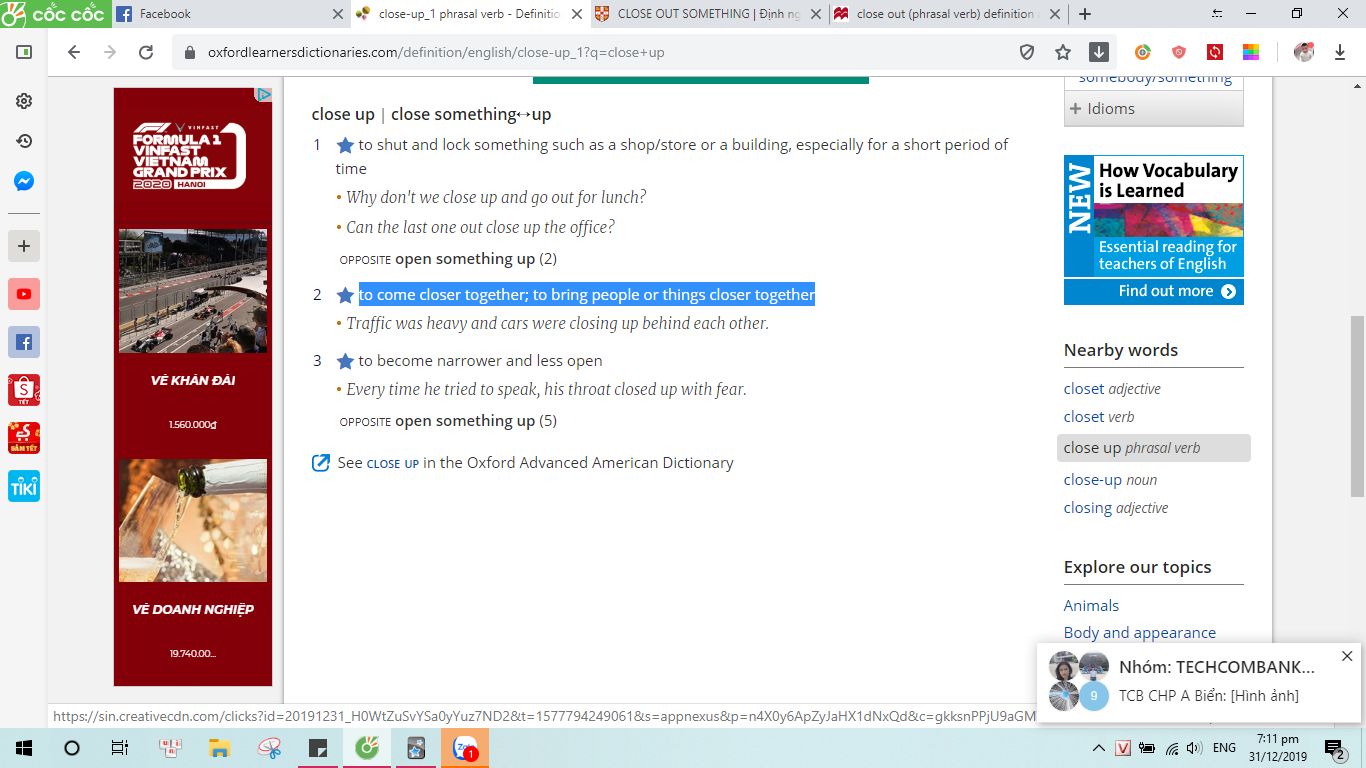 cốc cốc
Facebook
close-up_1 phrasal verb - Definitio
CLOSE OUT SOMETHING | Định ng
close out (phrasal verb) definition
oxfordlearnersdictionaries.com/definition/english/close-up_1?q=close+up
somebody/something
+ Idioms
close up | close something↔up
1 to shut and lock something such as a shop/store or a building, especially for a short period of
time
• Why don't we close up and go out for lunch?
• Can the last one out close up the office?
OPPOSITE open something up (2)
2 to come closer together; to bring people or things closer together
• Traffic was heavy and cars were closing up behind each other.
3 to become narrower and less open
• Every time he tried to speak, his throat closed up with fear.
OPPOSITE open something up (5)
See CLOSE UP in the Oxford Advanced American Dictionary
F1 VINFAST
FORMULA 1
VINFAST
VIETNAM
GRAND PRIX
2020 HANOI
VÉ KHÁN ĐÀI
1.560.000₫
VÉ DOANH NGHIỆP
19.740.00...
NEW
How Vocabulary
is Learned
Essential reading for
teachers of English
Find out more
Nearby words
closet adjective
closet verb
close up phrasal verb
close-up noun
closing adjective
Explore our topics
Animals
Body and appearance
TẾT
SẮM TẾT
TIKI
9
Nhóm: TECHCOMBANK...
TCB CHP A Biển: [Hình ảnh]
https://sin.creativecdn.com/clicks?id=20191231_H0WtZuSvYSa0yYuz7ND2&t=1577794249061&s=appnexus&p=n4X0y6ApZyJaHX1dNxQd&c=gkksnPPjU9aGM
Zalo
1
V
ENG
7:11 pm
31/12/2019
2